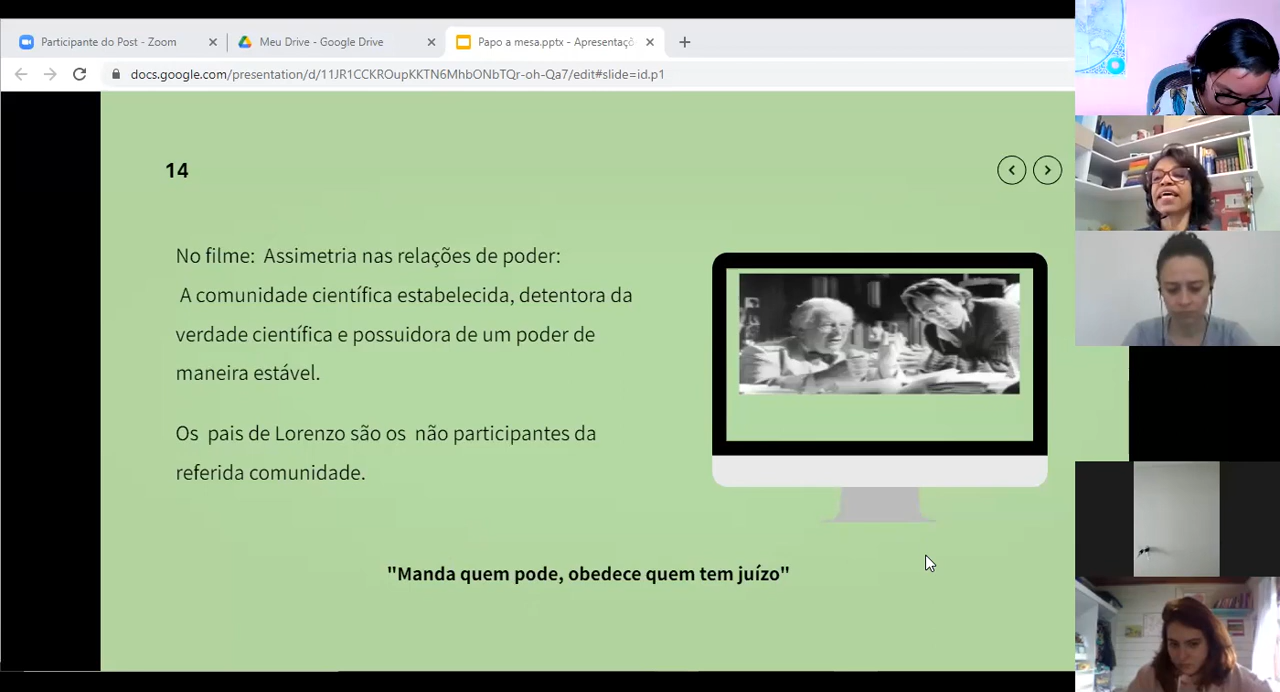 Participante do Post - Zoom
Meu Drive - Google Drive
Papo a mesa.pptx - Apresentaçõ
docs.google.com/presentation/d/11JR1CCKROupKKTN6MhbONbTQr-oh-Qa7/edit#slide=id.p1
14
No filme: Assimetria nas relações de poder:
A comunidade científica estabelecida, detentora da
verdade científica e possuidora de um poder de
maneira estável.
Os pais de Lorenzo são os não participantes da
referida comunidade.
"Manda quem pode, obedece quem tem juízo"